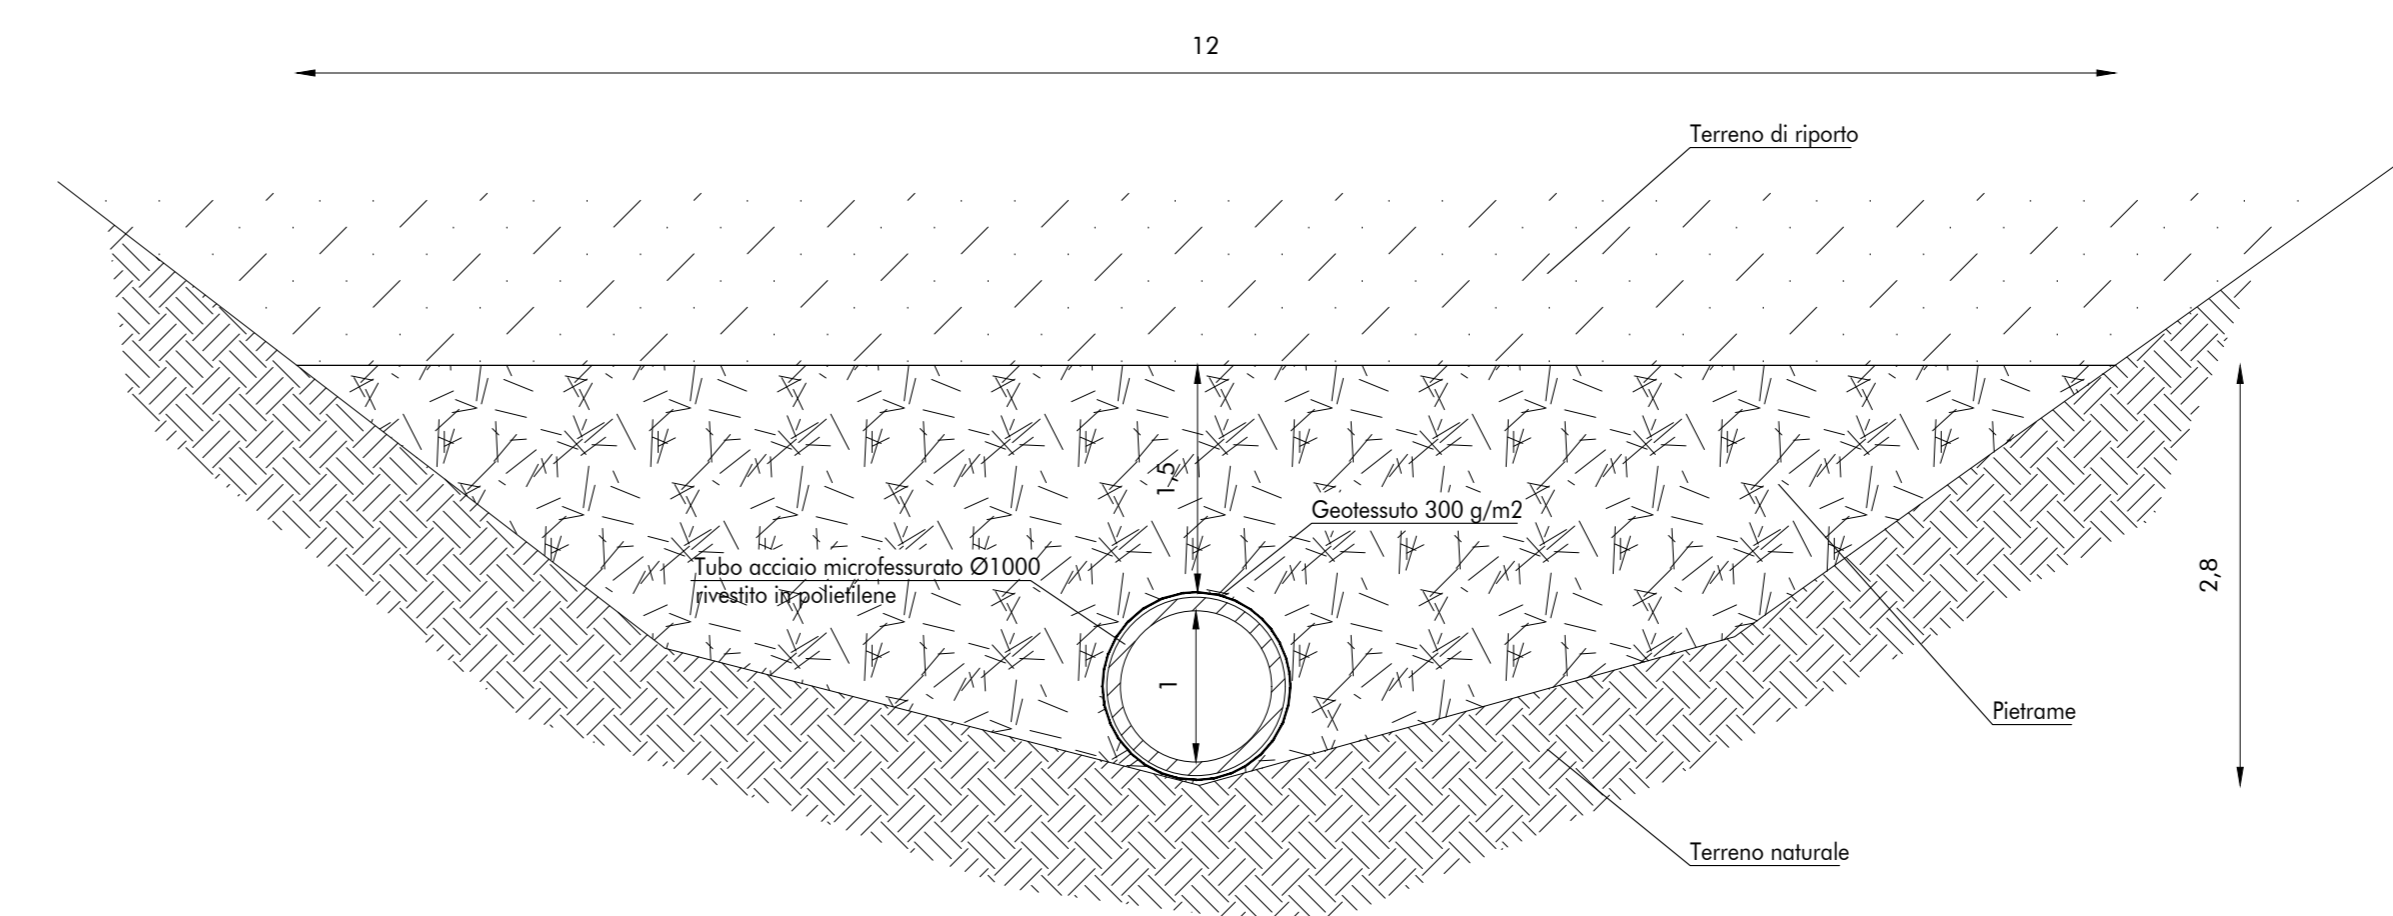 12
Terreno di riporto
1,5
Geotessuto 300 g/m2
Tubo acciaio microfessurato Ø1000
rivestito in polietilene
2,8
1
Pietrame
Terreno naturale